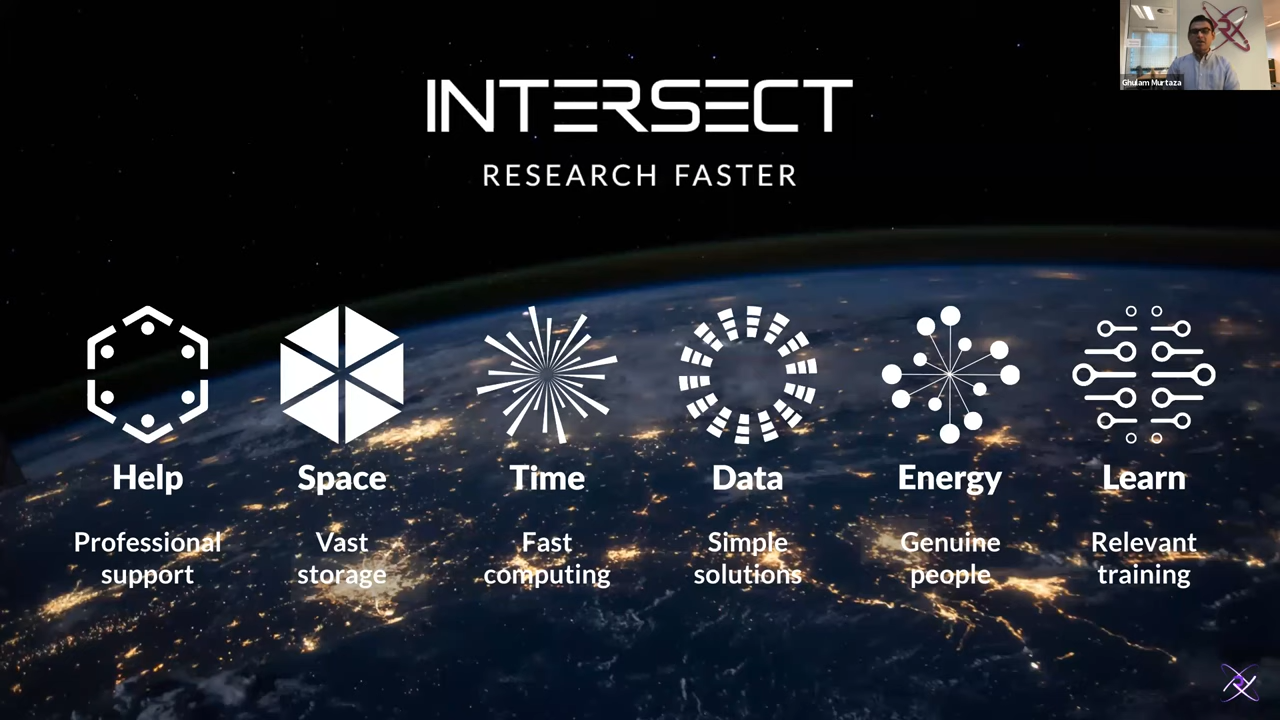 INTERSECT
RESEARCH FASTER
Ghulam Murtaza
Help
Space
Time
Data
Energy
Learn
Professional
support
Vast
storage
Fast
computing
Simple
solutions
Genuine
people
Relevant
training